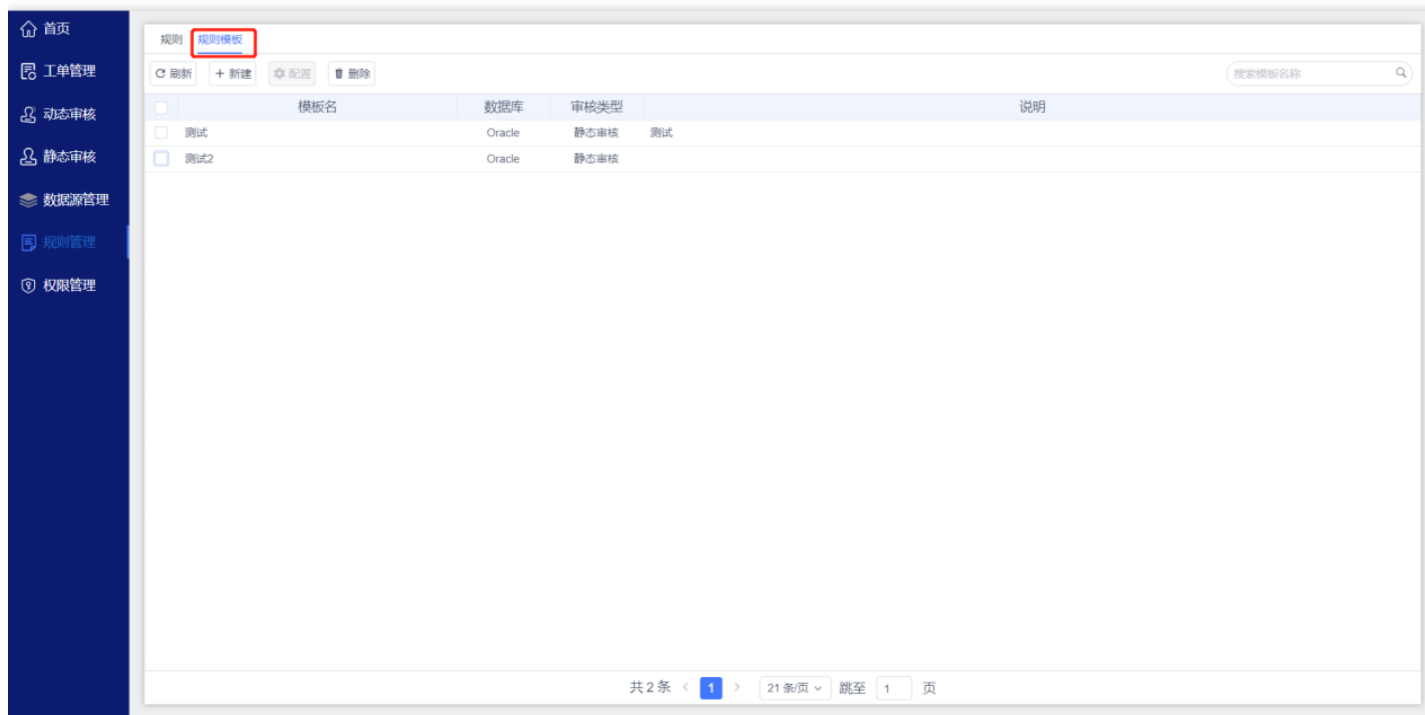 首页
工单管理
动态审核
静态审核
数据源管理
规则管理
权限管理
规则 规则模板
刷新 新建 配置 删除 搜索模板名称
模板名 数据库 审核类型 说明
测试 Oracle 静态审核 测试
测试2 Oracle 静态审核
共2条 < 1 > 21条/页 跳至 1 页